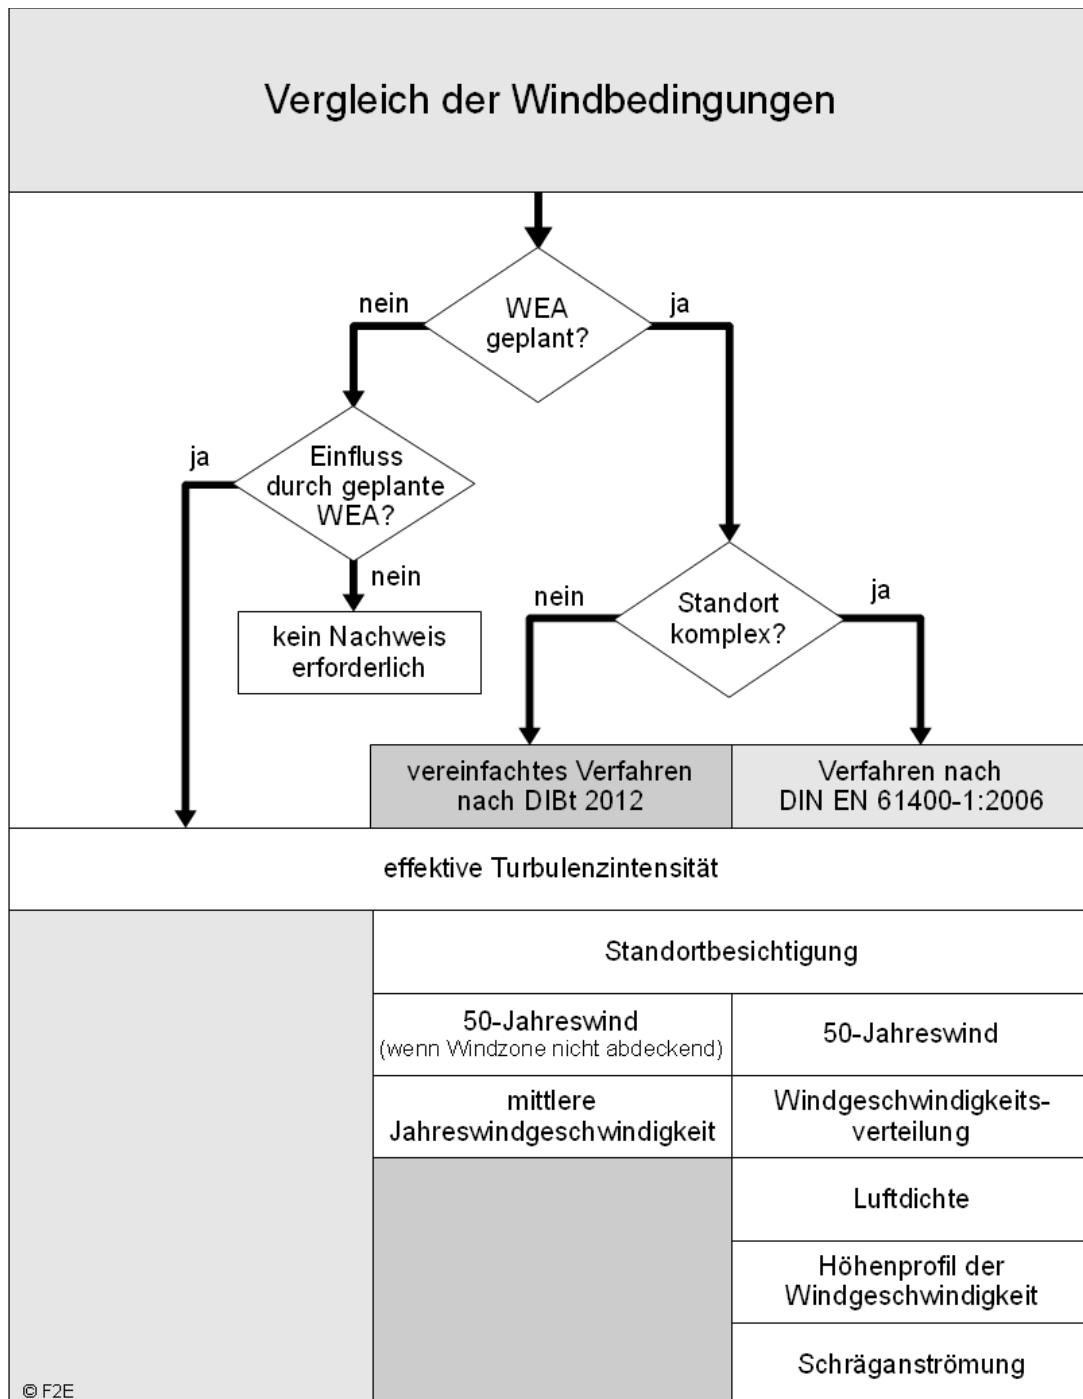 Vergleich der Windbedingungen
nein
WEA
geplant?
ja
ja
Einfluss
durch geplante
WEA?
nein
kein Nachweis
erforderlich
nein
Standort
komplex?
ja
vereinfachtes Verfahren
nach DIBt 2012
Verfahren nach
DIN EN 61400-1:2006
effektive Turbulenzintensität
Standortbesichtigung
50-Jahreswind
(wenn Windzone nicht abdeckend)
50-Jahreswind
mittlere
Jahreswindgeschwindigkeit
Windgeschwindigkeits-
verteilung
Luftdichte
Höhenprofil der
Windgeschwindigkeit
Schräganströmung
© F2E